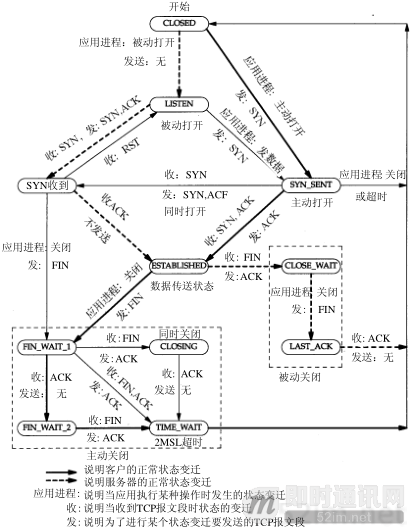 开始
CLOSED
应用进程：被动打开
发送：无
应用进程：主动打开
发：SYN
LISTEN
被动打开
收：SYN，发：SYN,ACK
收：RST
应用进程：发数据
发：SYN
SYN收到
收：SYN
发：SYN,ACF
同时打开
SYN_SENT
主动打开
应用进程 关闭
或超时
收ACK
不发送
收：SYN, ACK
发：ACK
应用进程：关闭
发：FIN
ESTABLISHED
数据传送状态
收：FIN
发：ACK
CLOSE_WAIT
应用进程：关闭
发：FIN
应用进程 关闭
发：FIN
LAST_ACK
收：ACK
发送：无
被动关闭
FIN_WAIT_1
收：FIN
发：ACK
同时关闭
CLOSING
收：ACK
发送：无
收：FIN,ACK
发：ACK
收：ACK
发送：无
FIN_WAIT_2
收：FIN
发：ACK
TIME_WAIT
2MSL超时
主动关闭
说明客户的正常状态变迁
说明服务器的正常状态变迁
应用进程：说明当应用执行某种操作时发生的状态变迁
收：说明当收到TCP报文段时状态的变迁
发：说明为了进行某个状态变迁要发送的TCP报文段
即时通讯网
52im.net